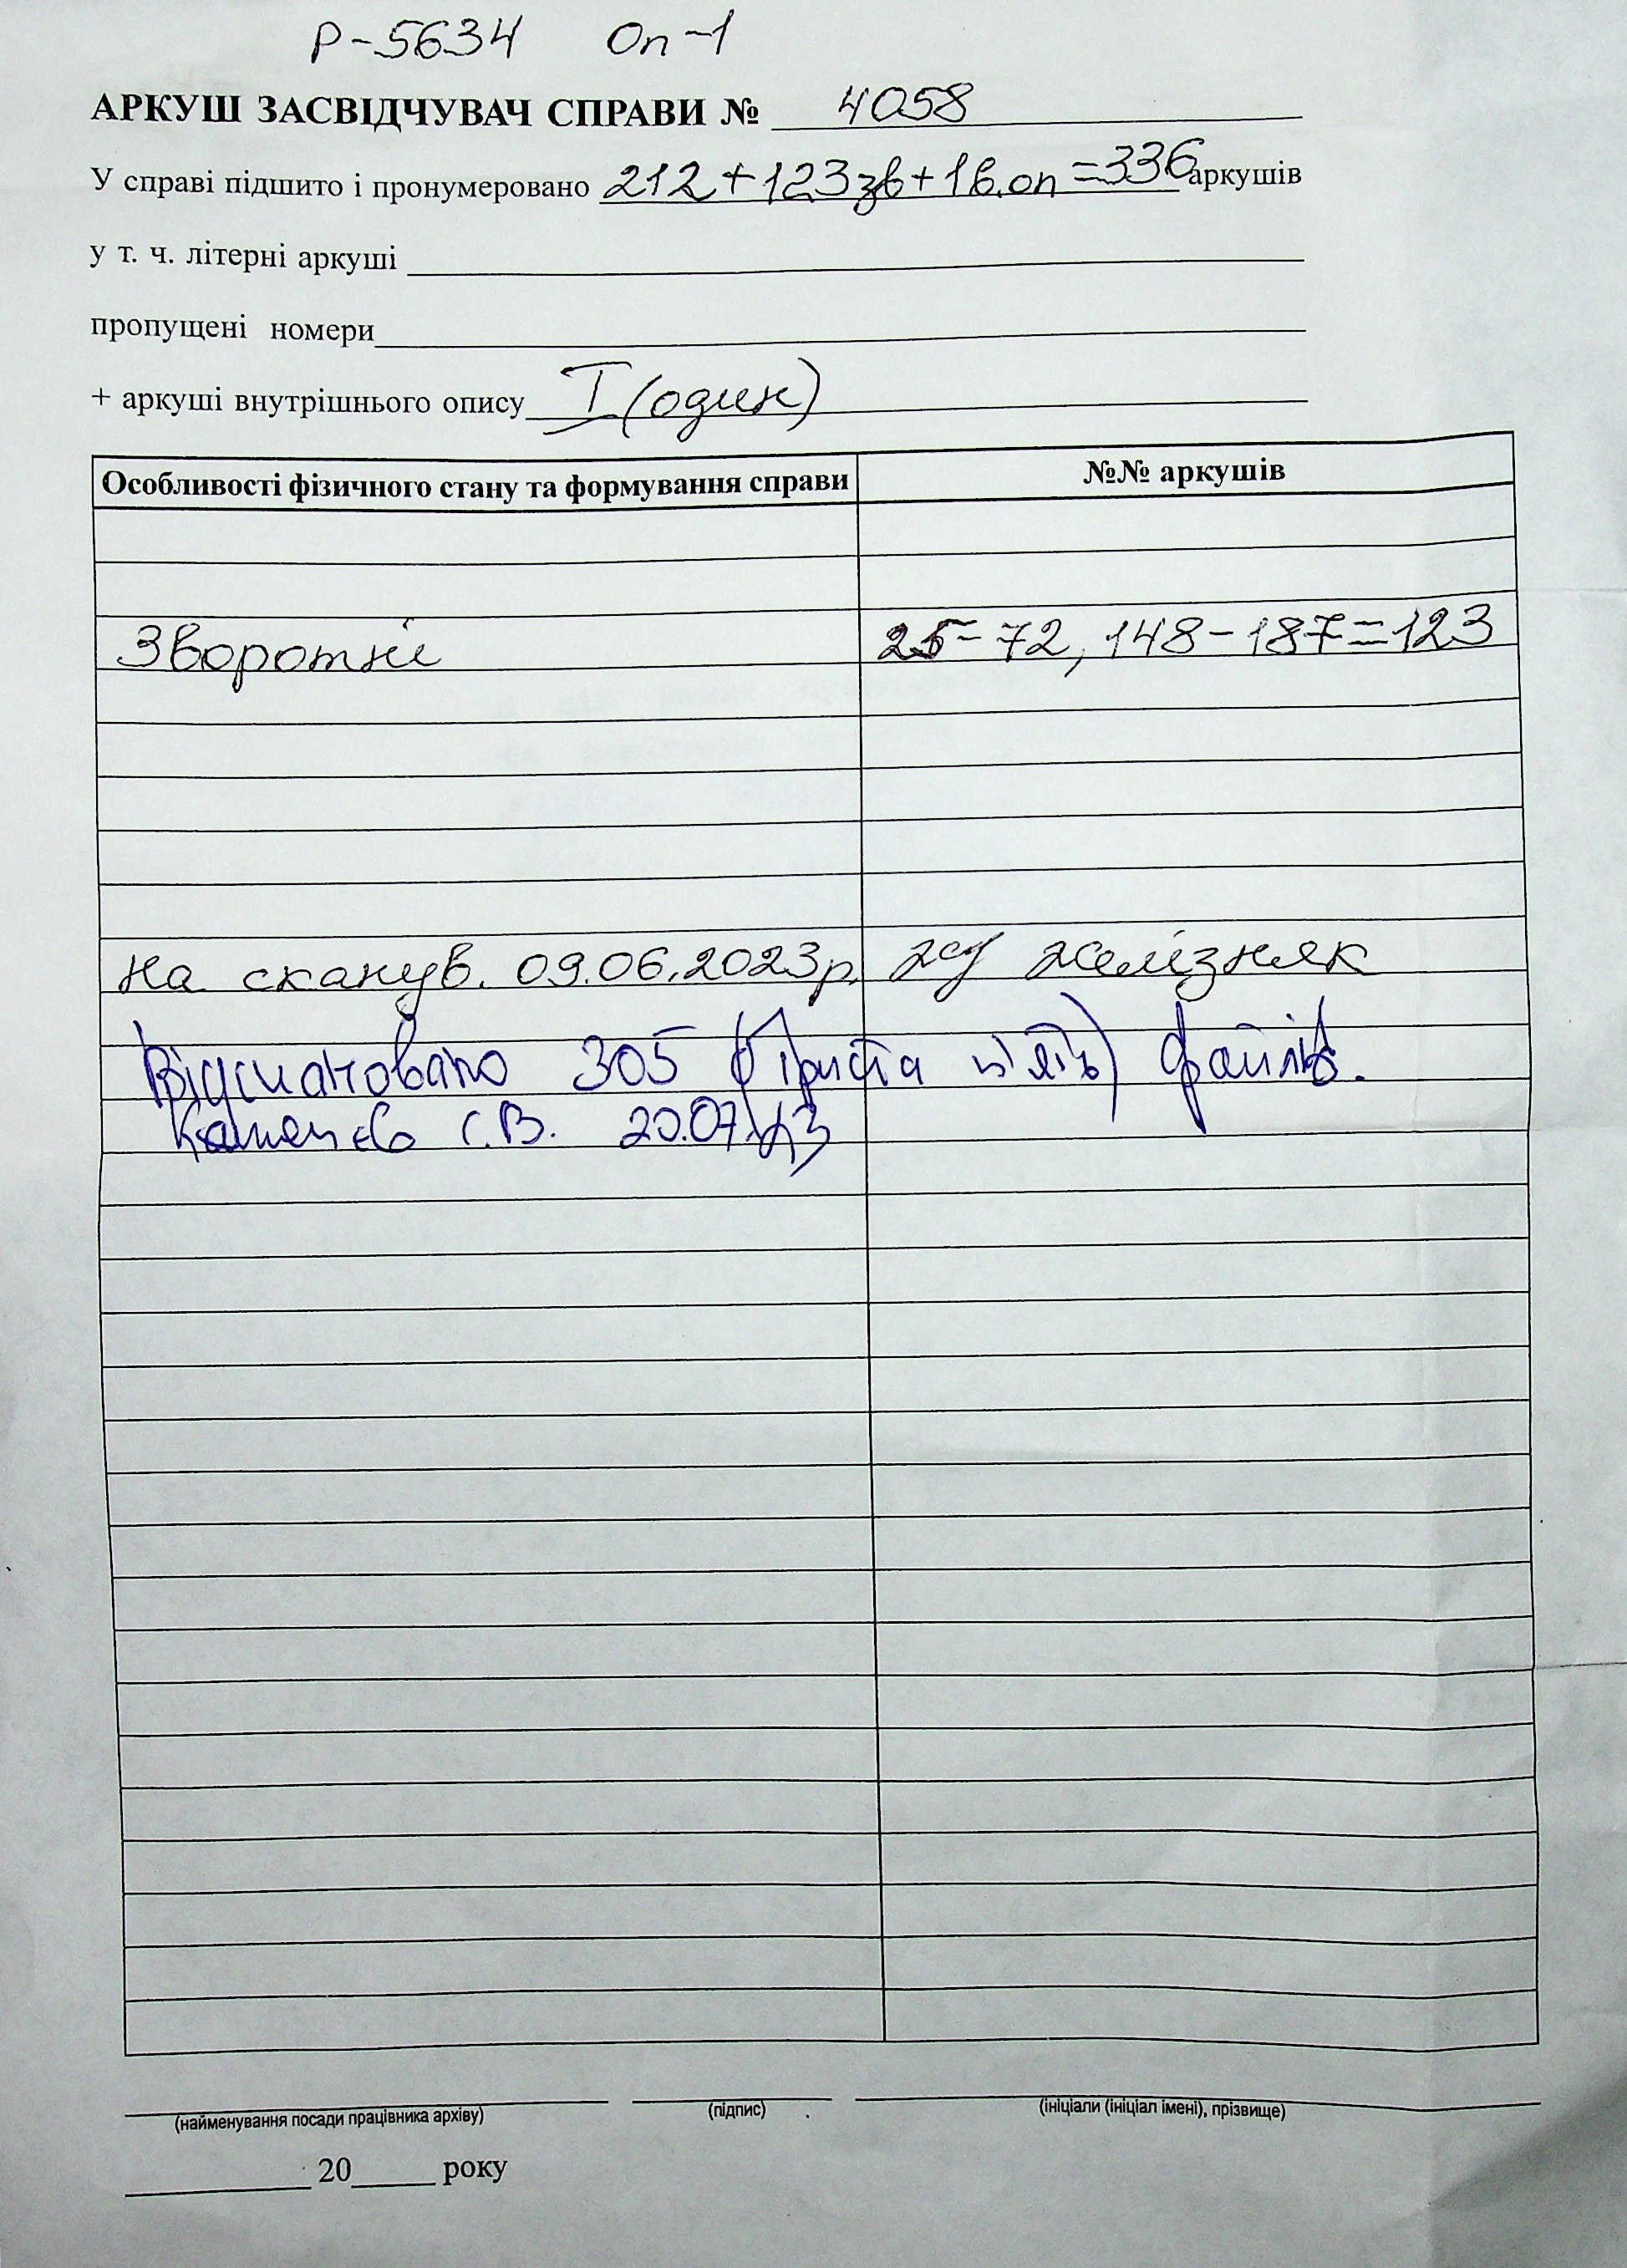 Р-5634 Оп-1
АРКУШ ЗАСВІДЧУВАЧ СПРАВИ № 4058
У справі підшито і пронумеровано 212+123зв+1в.оп=336 аркушів
у т. ч. літерні аркуші
пропущені номери
+ аркуші внутрішнього опису I (один)
Особливості фізичного стану та формування справи №№ аркушів
Зворотні 25-72, 148-187=123
на сканув. 09.06.2023р. Желізняк
Відскановано 305 (триста п'ять) файлів.
С.В. 20.07.23
(найменування посади працівника архіву) (підпис) (ініціали (ініціал імені), прізвище)
20 року